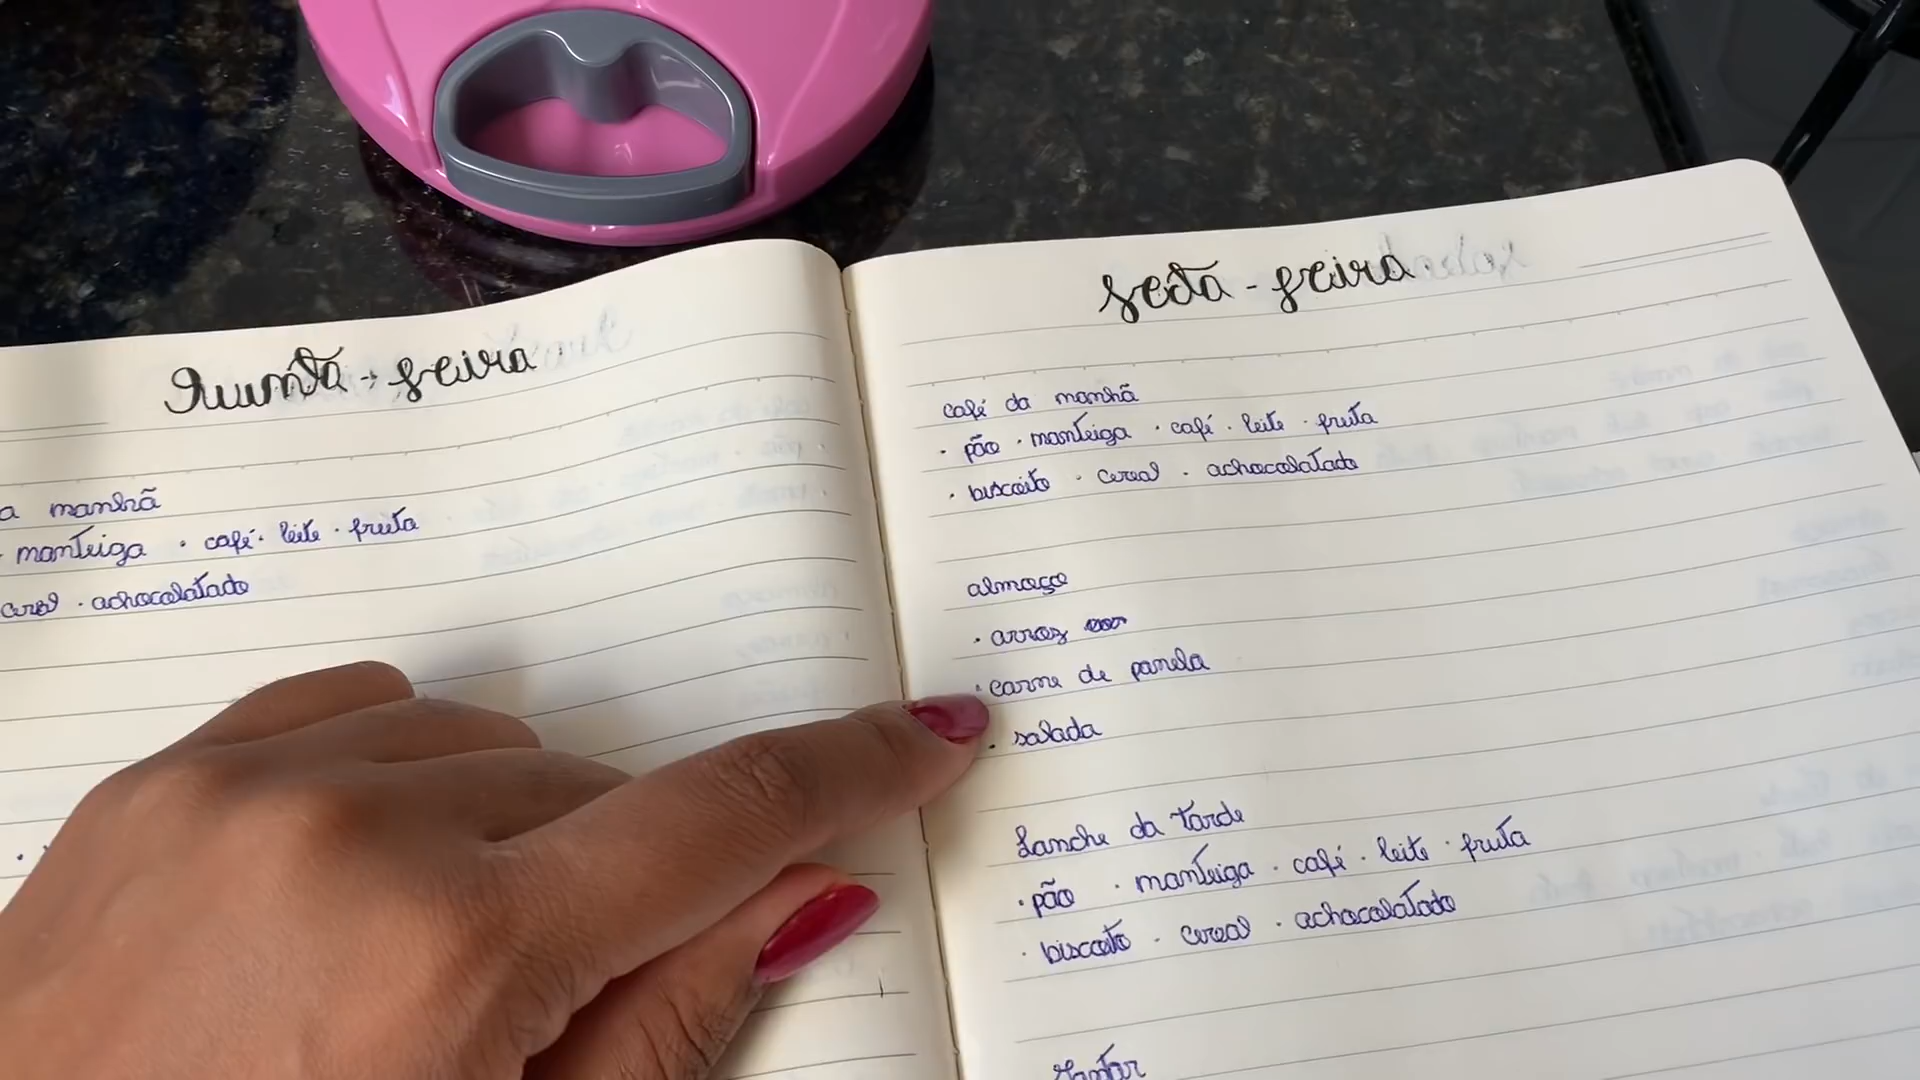 Quinta - feira
a manhã
manteiga · café · leite · fruta
cereal · achocolatado
Sexta - feira
café da manhã
· pão · manteiga · café · leite · fruta
· biscoito · cereal · achocolatado
almoço
· arroz
· carne de panela
· salada
Lanche da tarde
· pão · manteiga · café · leite · fruta
· biscoito · cereal · achocolatado
Jantar